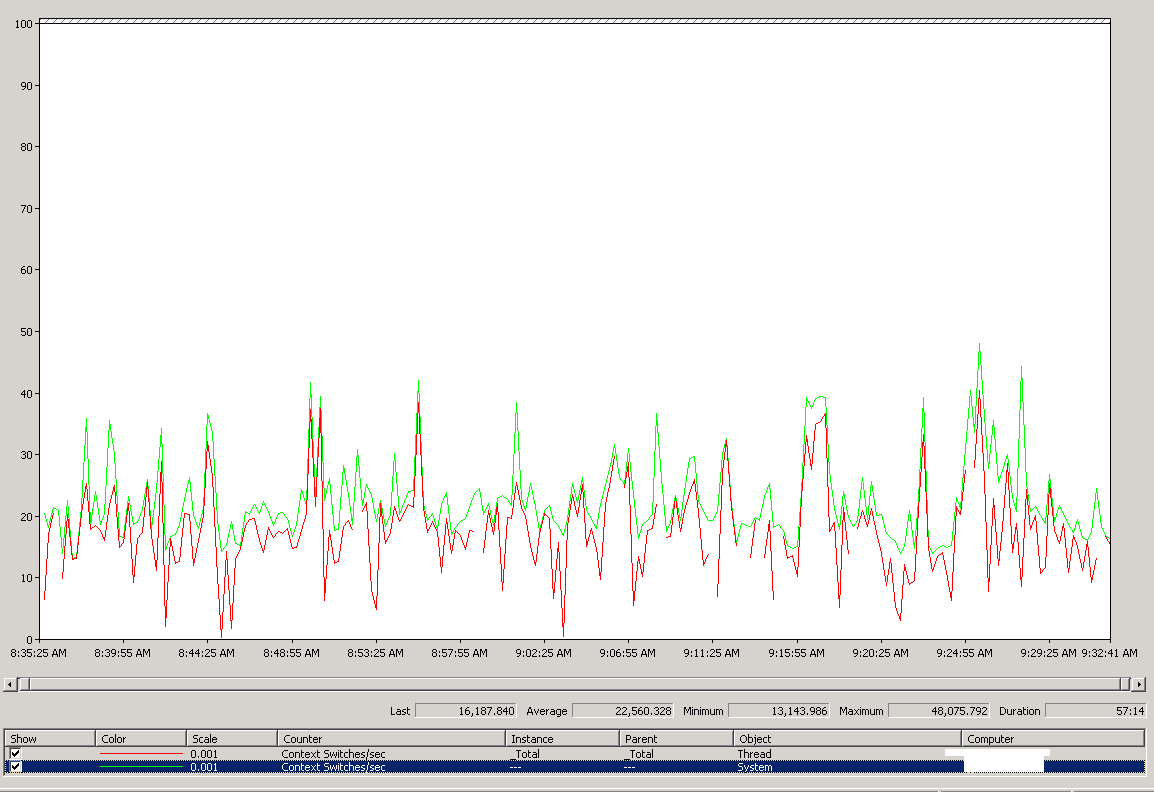 100
90
80
70
60
50
40
30
20
10
0
8:35:25 AM 8:39:55 AM 8:44:25 AM 8:48:55 AM 8:53:25 AM 8:57:55 AM 9:02:25 AM 9:06:55 AM 9:11:25 AM 9:15:55 AM 9:20:25 AM 9:24:55 AM 9:29:25 AM 9:32:41 AM
Last 16,187.840 Average 22,560.328 Minimum 13,143.986 Maximum 48,075.792 Duration 57:14
Show Color Scale Counter Instance Parent Object Computer
0.001 Context Switches/sec _Total _Total Thread
0.001 Context Switches/sec --- --- System